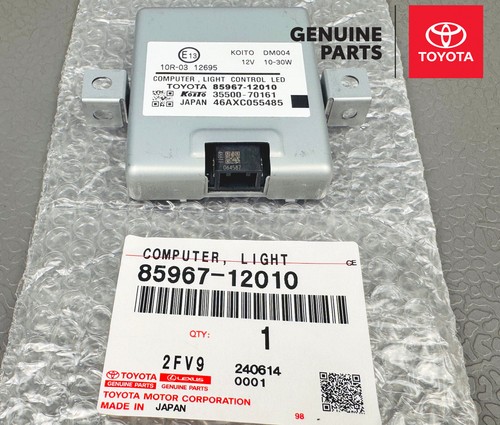 GENUINE
PARTS
TOYOTA
E13
KOITO DM004
10R-03 12695
12V 10-30W
COMPUTER, LIGHT CONTROL LED
TOYOTA 85967-12010
Koito 35500-70161
JAPAN 46AXC055485
COMPUTER, LIGHT
CE
85967-12010
QTY:
1
2FV9
240614
0001
TOYOTA LEXUS
GENUINE PARTS GENUINE PARTS
TOYOTA MOTOR CORPORATION
MADE IN JAPAN
98